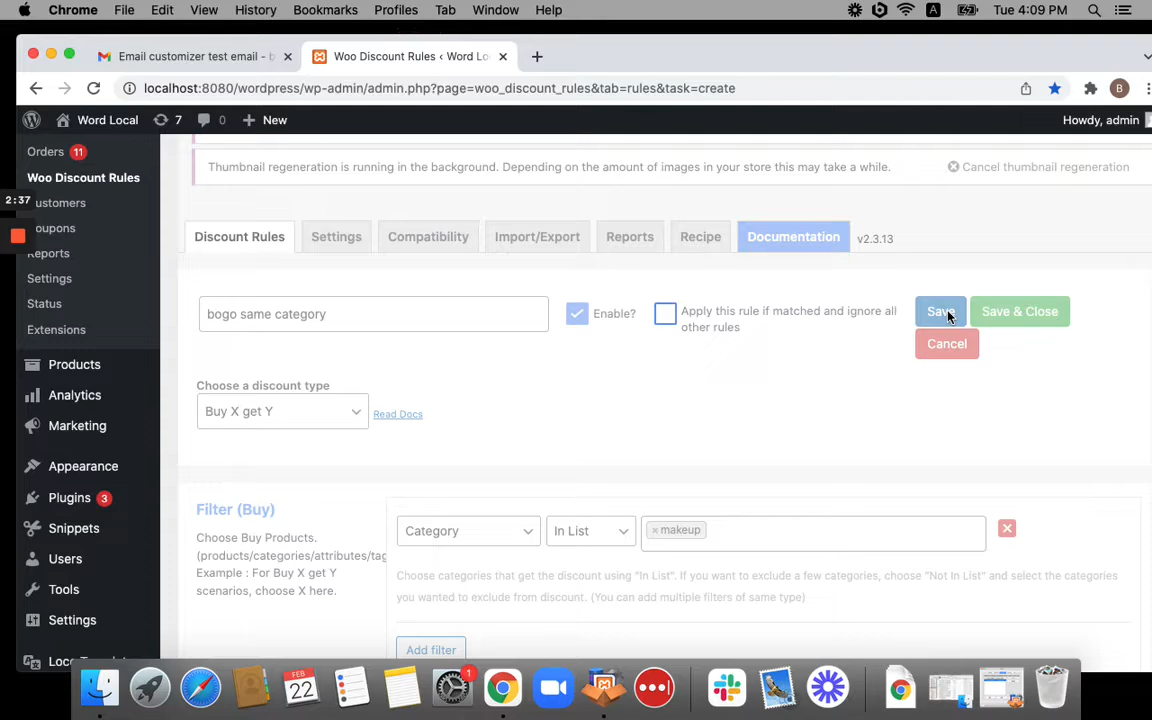 Chrome File Edit View History Bookmarks Profiles Tab Window Help A Tue 4:09 PM
Email customizer test email - b Woo Discount Rules ‹ Word Lo
localhost:8080/wordpress/wp-admin/admin.php?page=woo_discount_rules&tab=rules&task=create B
Word Local 7 0 New Howdy, admin
Orders 11
Thumbnail regeneration is running in the background. Depending on the amount of images in your store this may take a while. Cancel thumbnail regeneration
Woo Discount Rules
2:37
ustomers
oupons
Reports
Settings
Status
Extensions
Products
Analytics
Marketing
Appearance
Plugins 3
Snippets
Users
Tools
Settings
Discount Rules Settings Compatibility Import/Export Reports Recipe Documentation v2.3.13
bogo same category Enable? Apply this rule if matched and ignore all
other rules
Save Save & Close
Cancel
Choose a discount type
Buy X get Y Read Docs
Filter (Buy)
Choose Buy Products.
(products/categories/attributes/tag
Example : For Buy X get Y
scenarios, choose X here.
Category In List × makeup
Choose categories that get the discount using "In List". If you want to exclude a few categories, choose "Not In List" and select the categories
you wanted to exclude from discount. (You can add multiple filters of same type)
Add filter
FEB
22
1